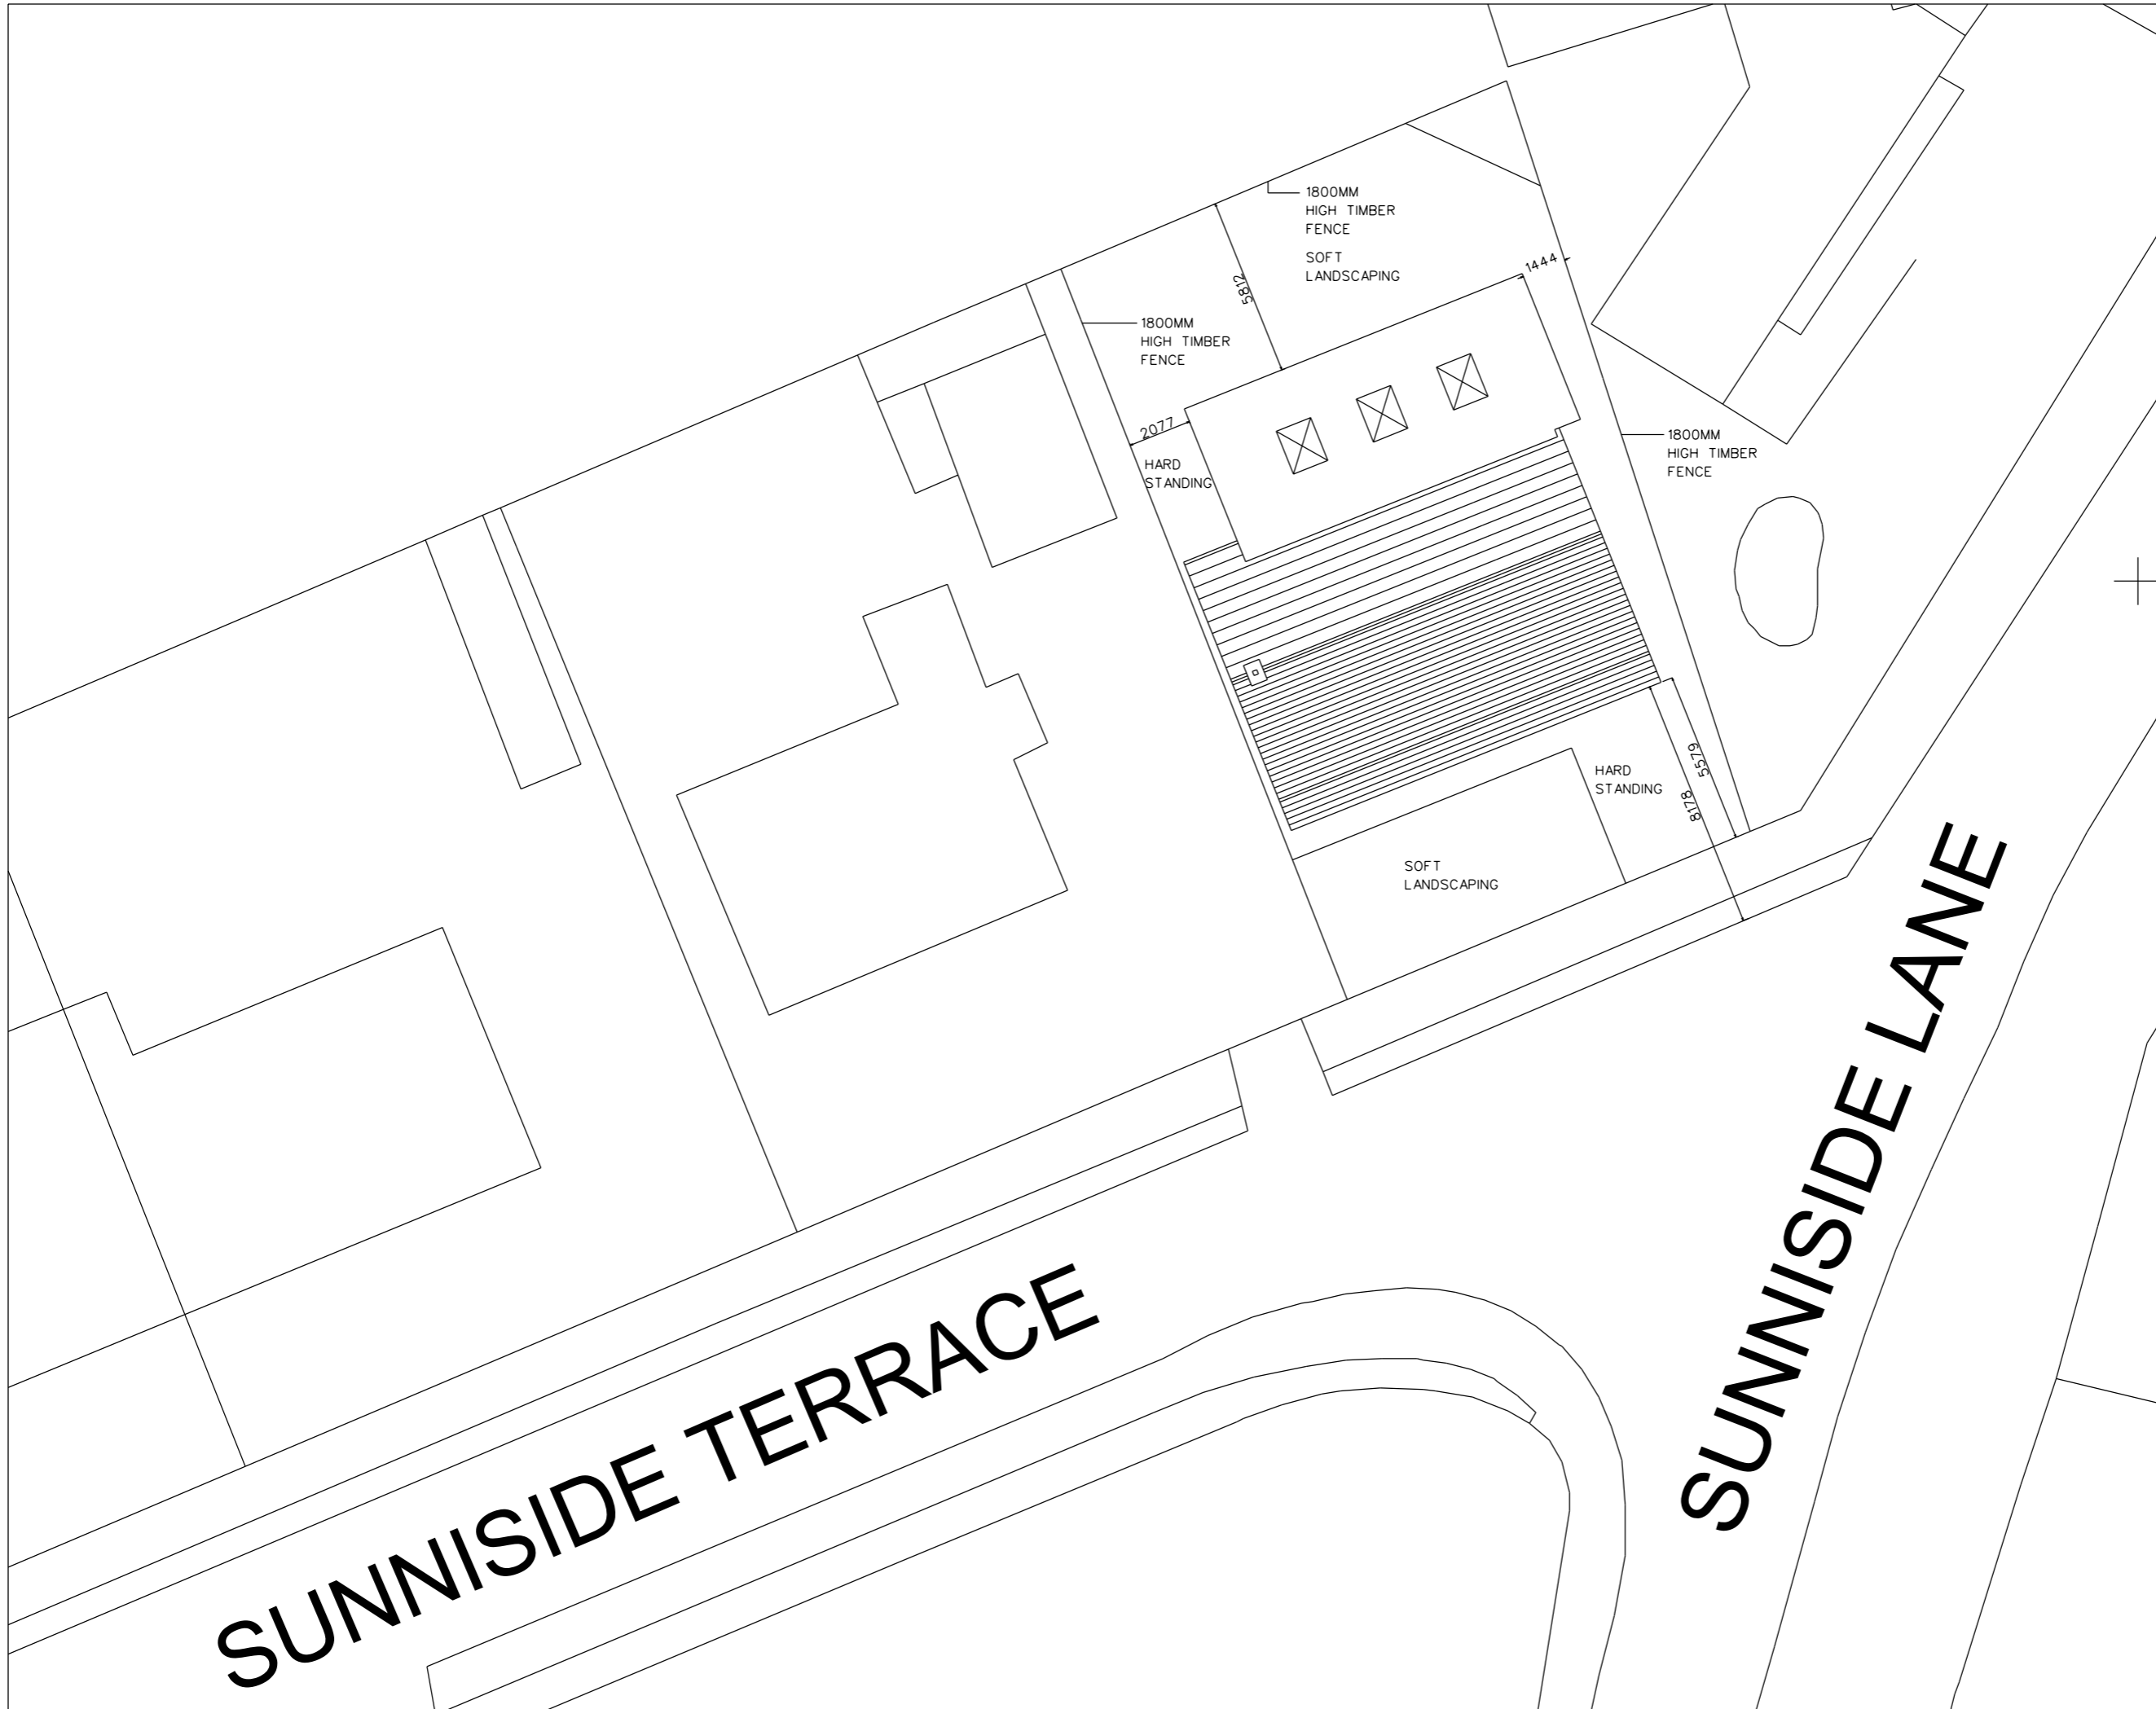 1800MM
HIGH TIMBER
FENCE
SOFT
LANDSCAPING
1444
5812
1800MM
HIGH TIMBER
FENCE
2077
HARD
STANDING
1800MM
HIGH TIMBER
FENCE
5579
HARD
STANDING
8178
SOFT
LANDSCAPING
SUNNISIDE LANE
SUNNISIDE TERRACE